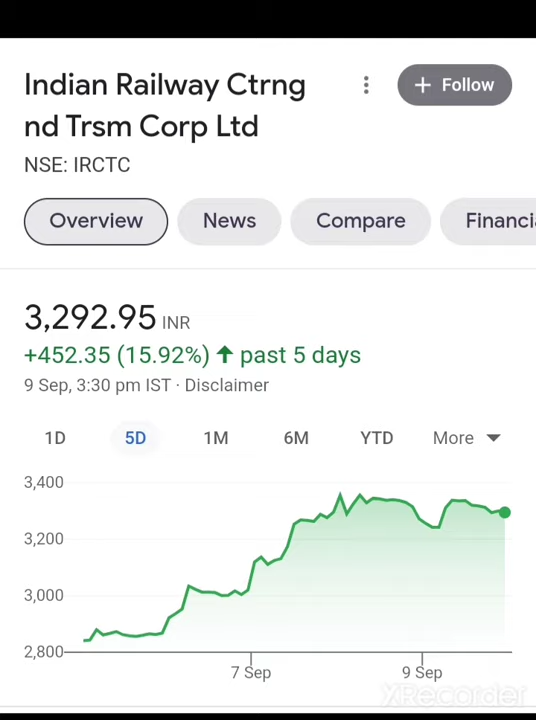 Indian Railway Ctrng
nd Trsm Corp Ltd
+ Follow
NSE: IRCTC
Overview
News
Compare
Financi
3,292.95 INR
+452.35 (15.92%) ↑ past 5 days
9 Sep, 3:30 pm IST · Disclaimer
1D
5D
1M
6M
YTD
More
3,400
3,200
3,000
2,800
7 Sep
9 Sep
XRecorder